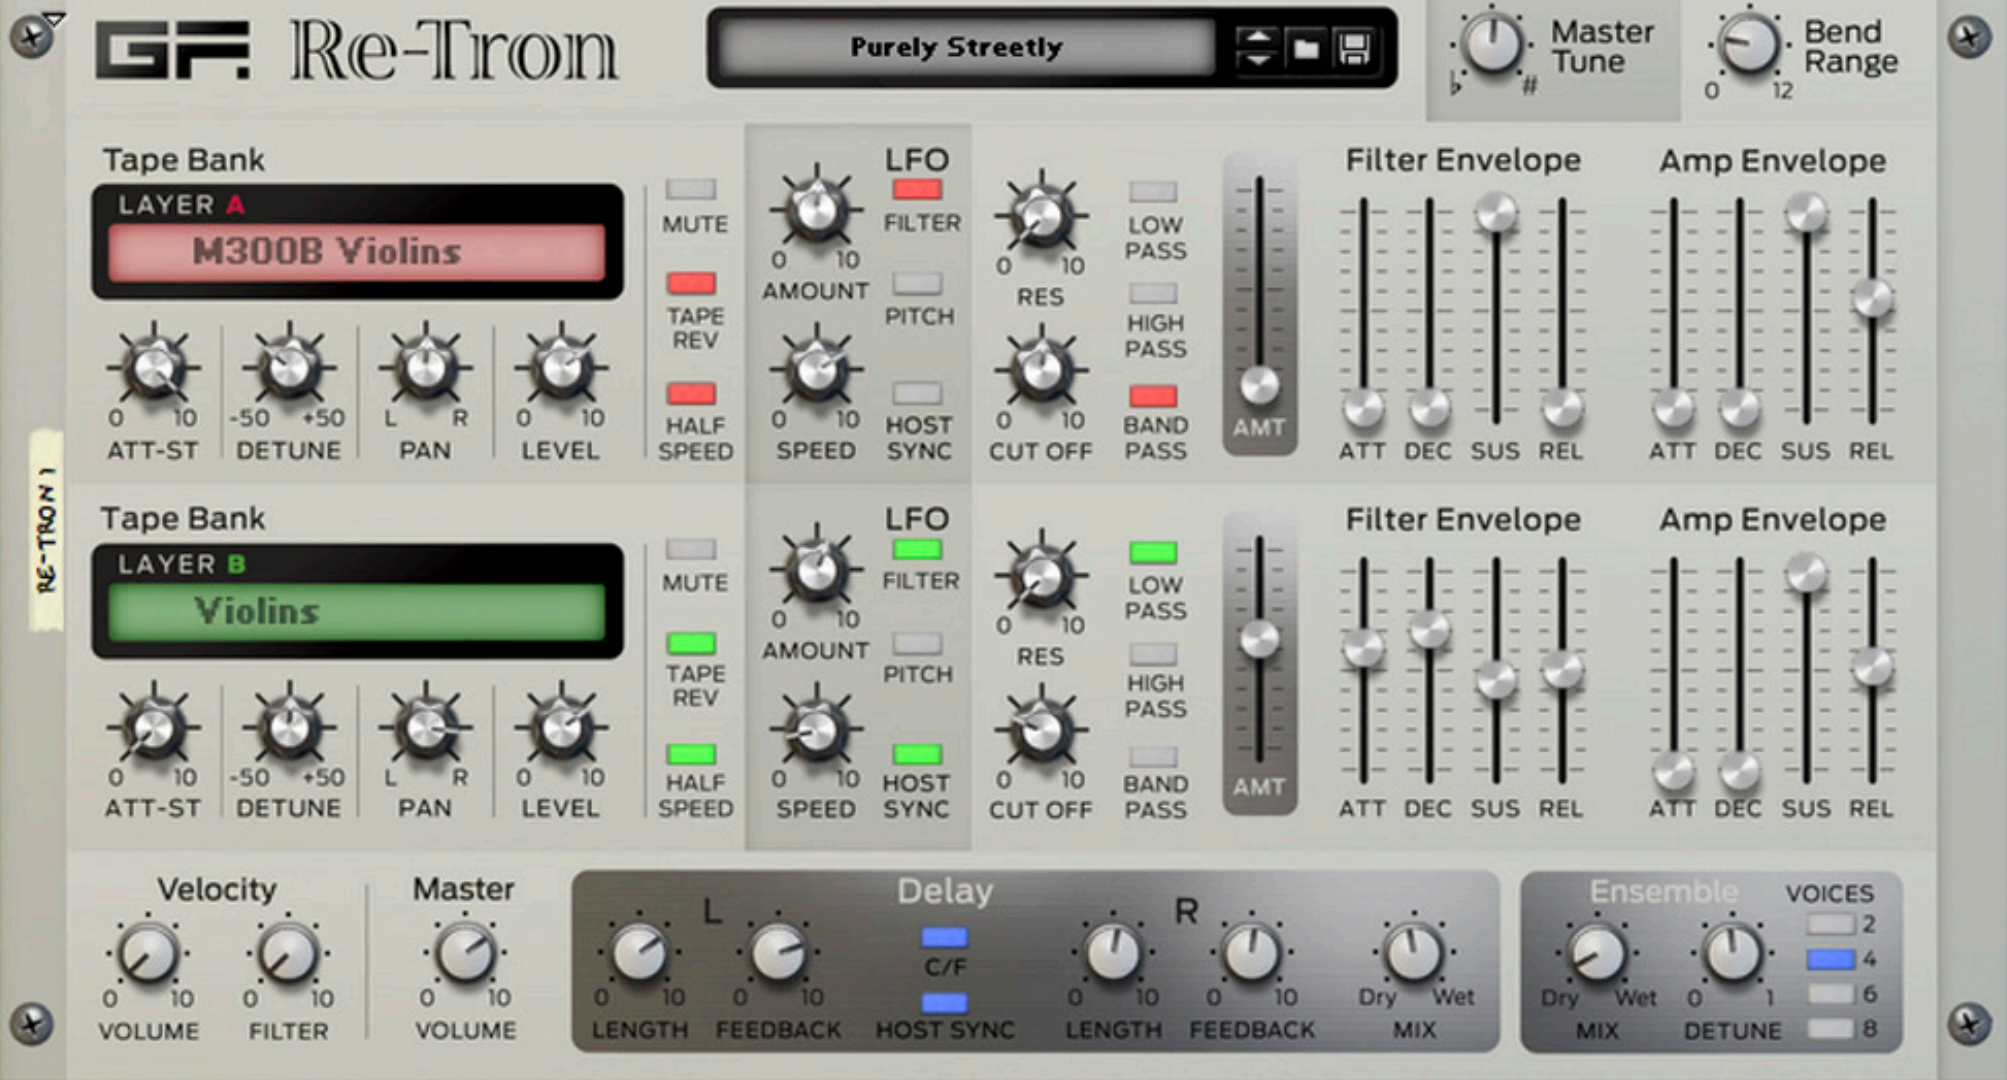 GF. Re-Tron
Purely Streetly
Master Tune
♭ #
Bend Range
0 12
Tape Bank
LAYER A
M300B Violins
0 10
ATT-ST
-50 +50
DETUNE
L R
PAN
0 10
LEVEL
MUTE
TAPE REV
HALF SPEED
LFO
0 10
AMOUNT
FILTER
PITCH
0 10
SPEED
HOST SYNC
0 10
RES
0 10
CUT OFF
LOW PASS
HIGH PASS
BAND PASS
AMT
Filter Envelope
ATT DEC SUS REL
Amp Envelope
ATT DEC SUS REL
RE-TRON 1
Tape Bank
LAYER B
Violins
0 10
ATT-ST
-50 +50
DETUNE
L R
PAN
0 10
LEVEL
MUTE
TAPE REV
HALF SPEED
LFO
0 10
AMOUNT
FILTER
PITCH
0 10
SPEED
HOST SYNC
0 10
RES
0 10
CUT OFF
LOW PASS
HIGH PASS
BAND PASS
AMT
Filter Envelope
ATT DEC SUS REL
Amp Envelope
ATT DEC SUS REL
Velocity
0 10
VOLUME
0 10
FILTER
Master
0 10
VOLUME
Delay
L
0 10
LENGTH
0 10
FEEDBACK
C/F
HOST SYNC
R
0 10
LENGTH
0 10
FEEDBACK
Dry Wet
MIX
Ensemble
Dry Wet
MIX
0 1
DETUNE
VOICES
2
4
6
8